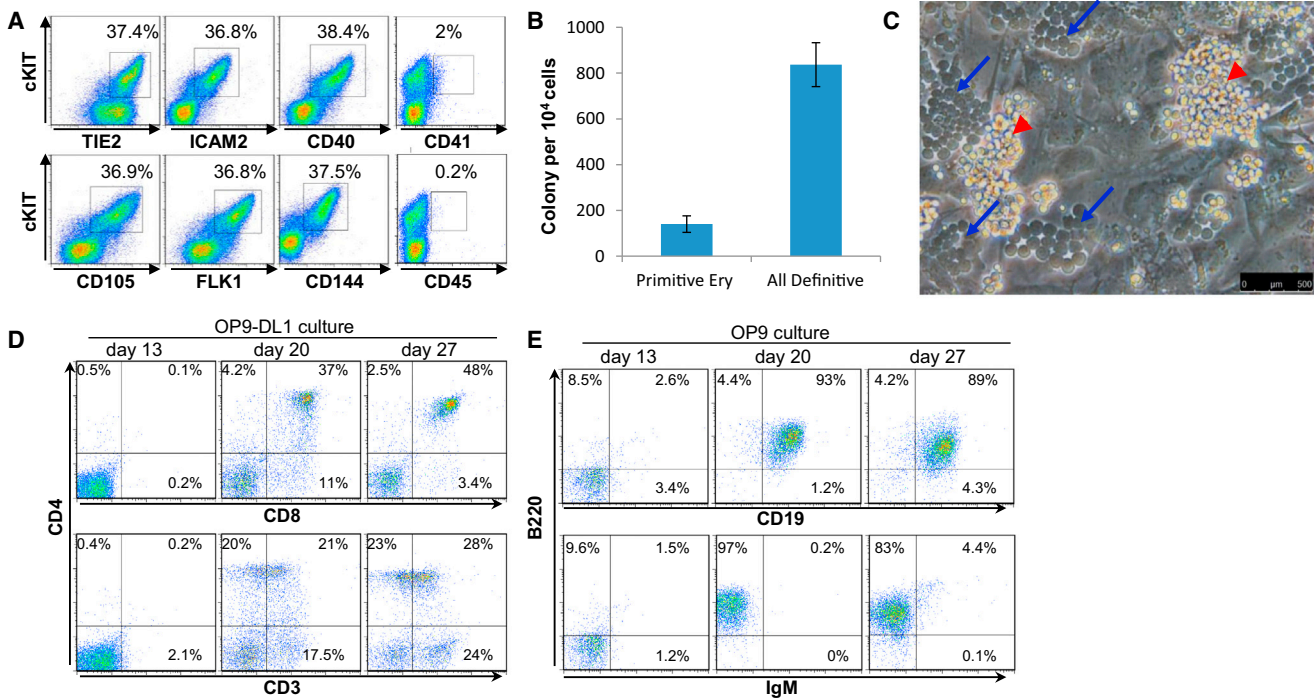 A
37.4%
36.8%
38.4%
2%
cKIT
TIE2
ICAM2
CD40
CD41
36.9%
36.8%
37.5%
0.2%
cKIT
CD105
FLK1
CD144
CD45
B
Colony per 10⁴ cells
1000
800
600
400
200
0
Primitive Ery
All Definitive
C
0 µm 500
D
OP9-DL1 culture
day 13
day 20
day 27
0.5% 0.1%
4.2% 37%
2.5% 48%
0.2%
11%
3.4%
CD4
CD8
0.4% 0.2%
20% 21%
23% 28%
2.1%
17.5%
24%
CD3
E
OP9 culture
day 13
day 20
day 27
8.5% 2.6%
4.4% 93%
4.2% 89%
3.4%
1.2%
4.3%
B220
CD19
9.6% 1.5%
97% 0.2%
83% 4.4%
1.2%
0%
0.1%
IgM